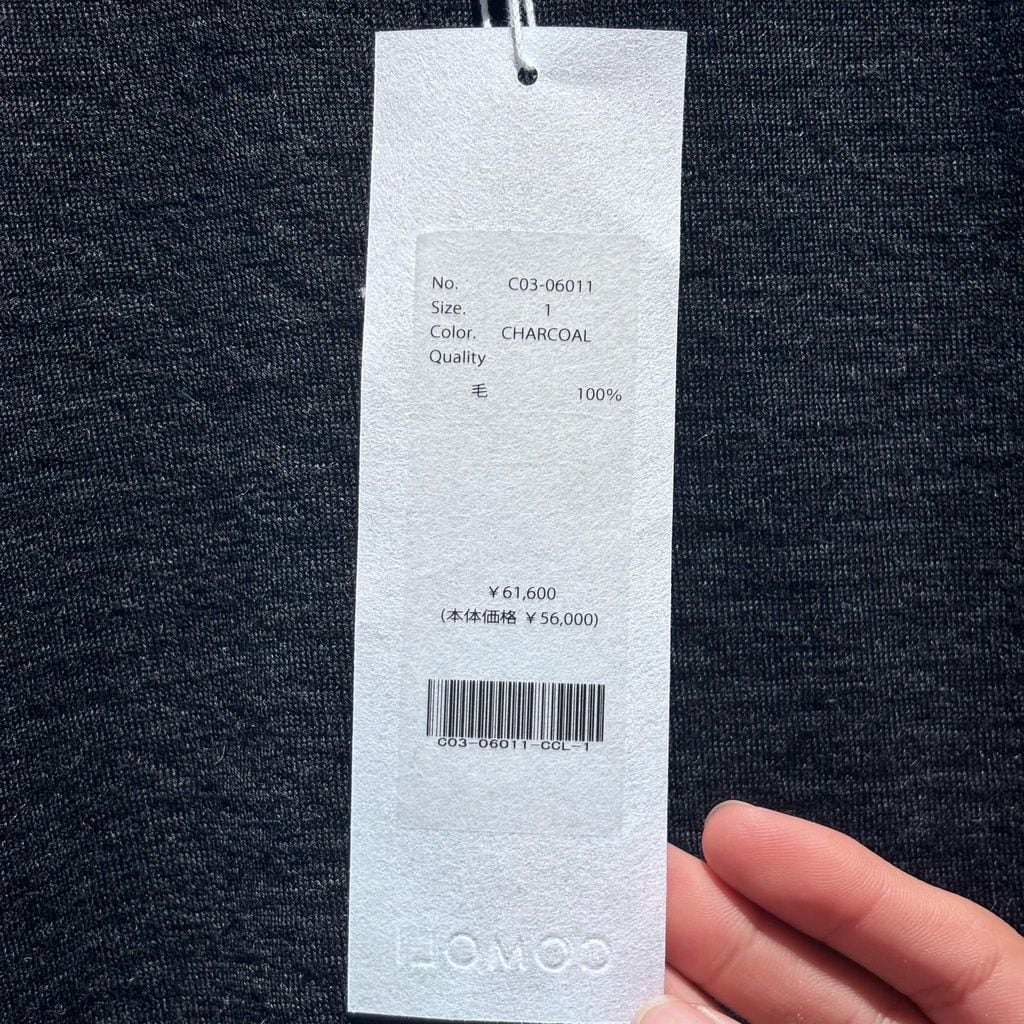 No. C03-06011
Size. 1
Color. CHARCOAL
Quality
毛 100%
¥61,600
(本体価格 ¥56,000)
C03-06011-CCL-1
COMOLI